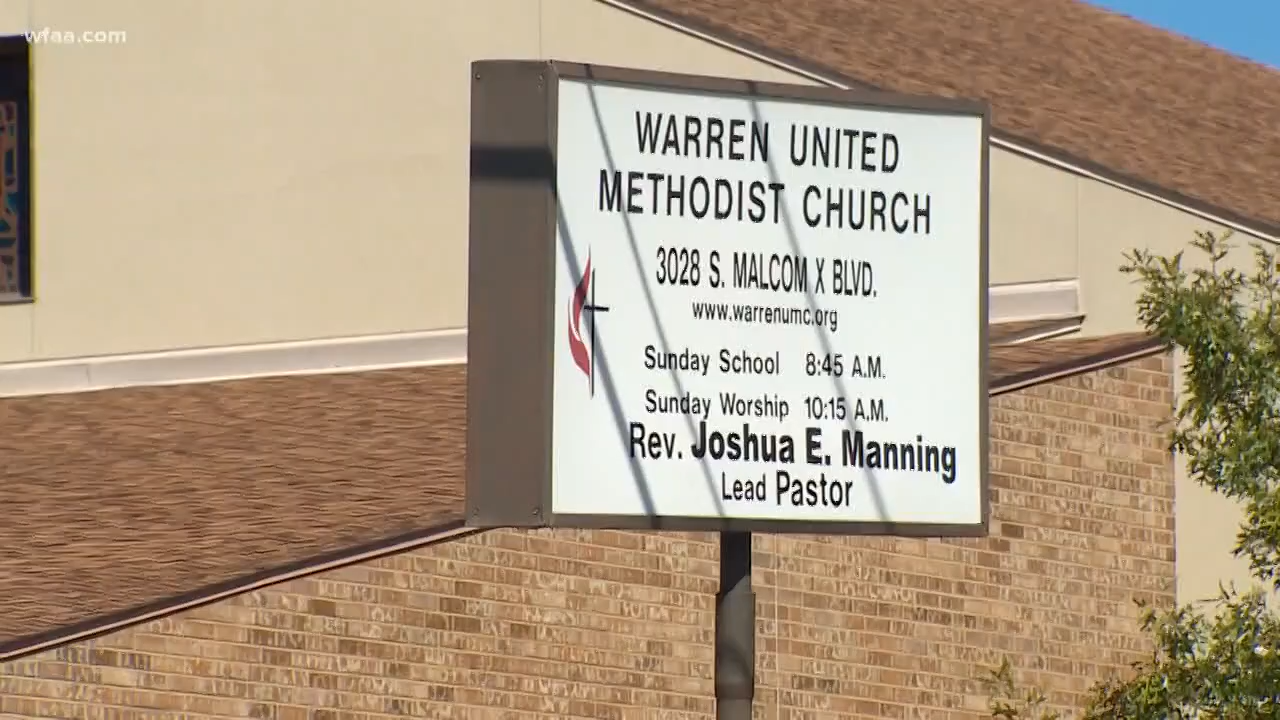 wfaa.com
WARREN UNITED
METHODIST CHURCH
3028 S. MALCOM X BLVD.
www.warrenumc.org
Sunday School 8:45 A.M.
Sunday Worship 10:15 A.M.
Rev. Joshua E. Manning
Lead Pastor